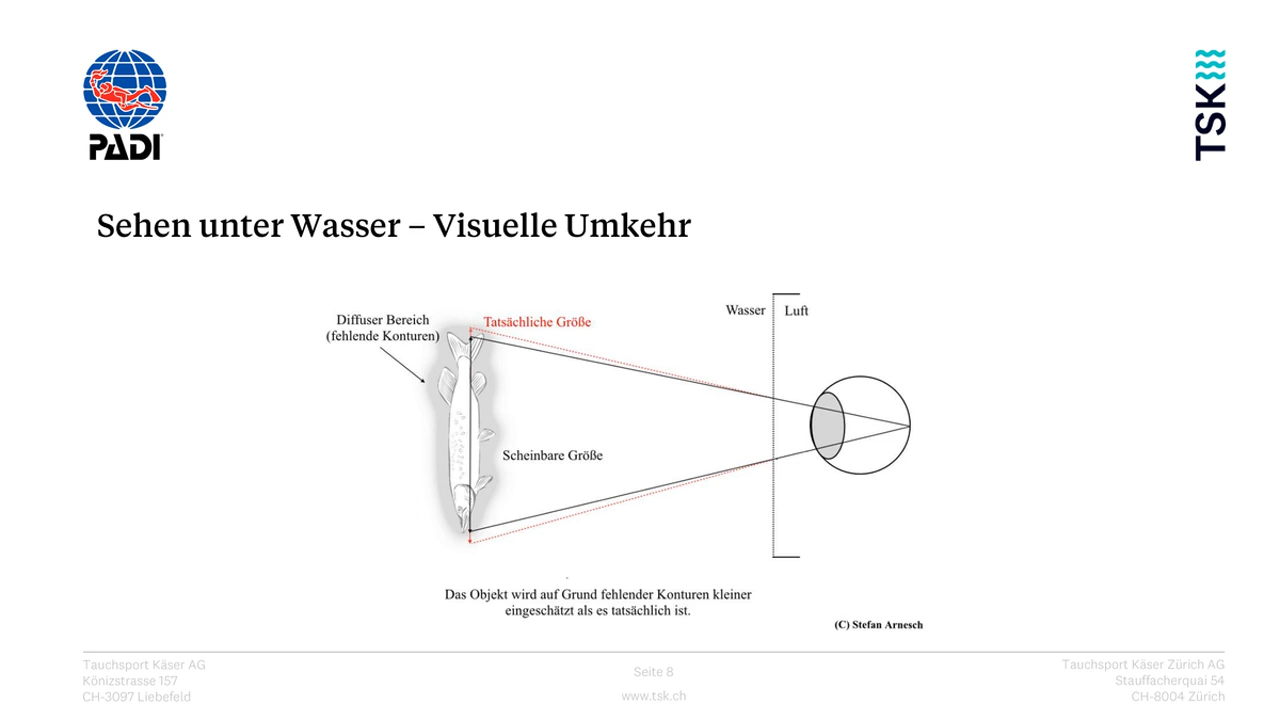 PADI
TSK
Sehen unter Wasser – Visuelle Umkehr
Diffuser Bereich
(fehlende Konturen)
Tatsächliche Größe
Wasser
Luft
Scheinbare Größe
Das Objekt wird auf Grund fehlender Konturen kleiner
eingeschätzt als es tatsächlich ist.
(C) Stefan Arnesch
Tauchsport Käser AG
Könizstrasse 157
CH-3097 Liebefeld
Seite 8
www.tsk.ch
Tauchsport Käser Zürich AG
Stauffacherquai 54
CH-8004 Zürich